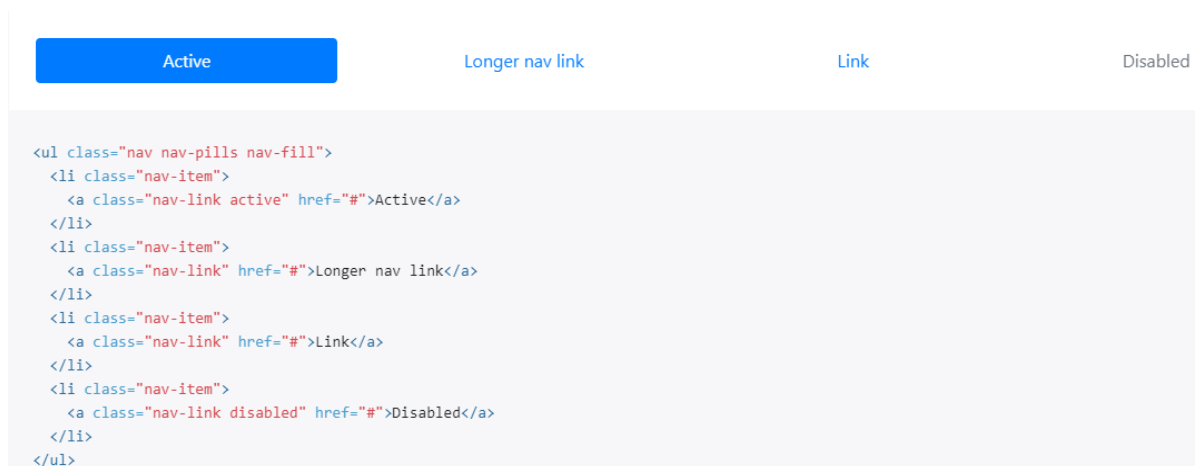 Active Longer nav link Link Disabled
<ul class="nav nav-pills nav-fill">
  <li class="nav-item">
    <a class="nav-link active" href="#">Active</a>
  </li>
  <li class="nav-item">
    <a class="nav-link" href="#">Longer nav link</a>
  </li>
  <li class="nav-item">
    <a class="nav-link" href="#">Link</a>
  </li>
  <li class="nav-item">
    <a class="nav-link disabled" href="#">Disabled</a>
  </li>
</ul>